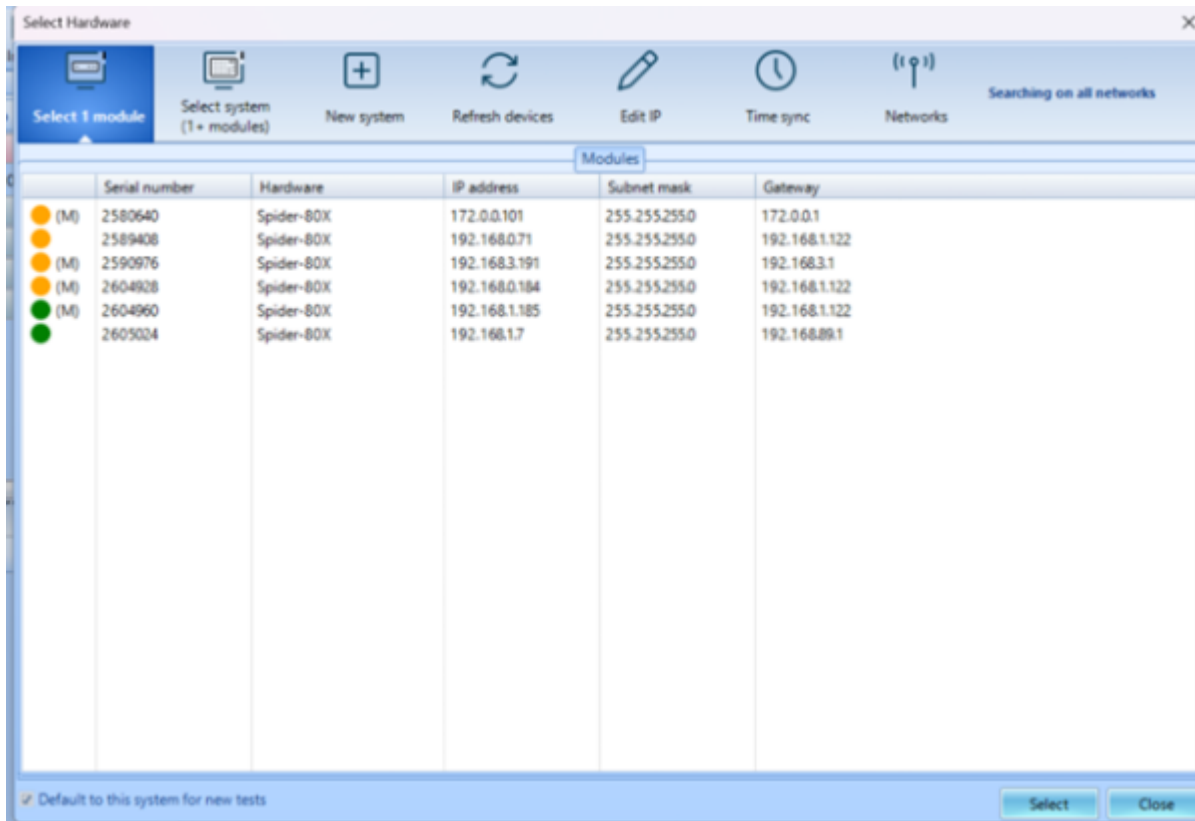 Select Hardware
Select 1 module
Select system
(1+ modules)
New system
Refresh devices
Edit IP
Time sync
Networks
Searching on all networks
Modules
Serial number Hardware IP address Subnet mask Gateway
(M) 2580640 Spider-80X 172.0.0.101 255.255.255.0 172.0.0.1
2589408 Spider-80X 192.168.0.71 255.255.255.0 192.168.1.122
(M) 2590976 Spider-80X 192.168.3.191 255.255.255.0 192.168.3.1
(M) 2604928 Spider-80X 192.168.0.184 255.255.255.0 192.168.1.122
(M) 2604960 Spider-80X 192.168.1.185 255.255.255.0 192.168.1.122
2605024 Spider-80X 192.168.1.7 255.255.255.0 192.168.89.1
Default to this system for new tests
Select
Close